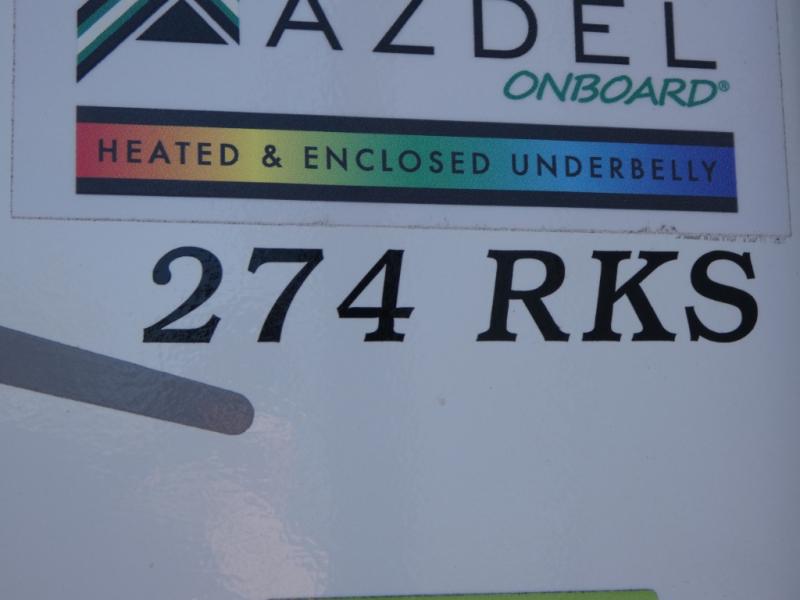 AZDEL
ONBOARD®
HEATED & ENCLOSED UNDERBELLY
274 RKS